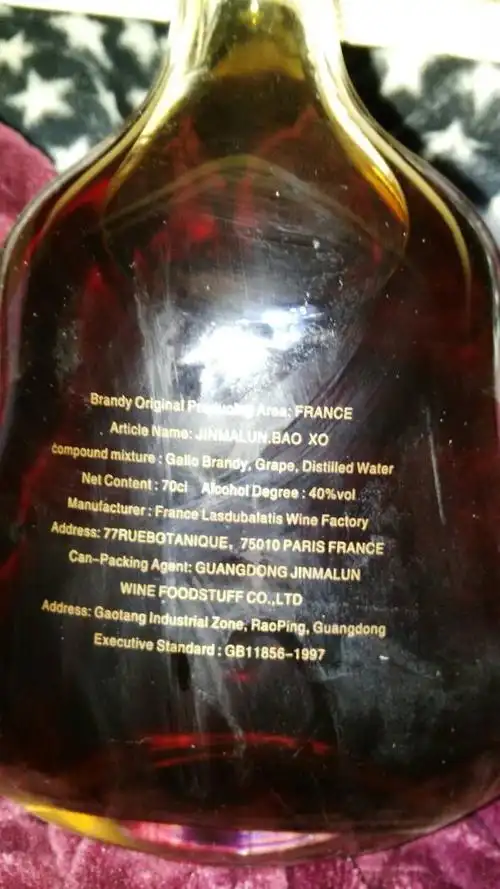 Brandy Original Producing Area: FRANCE
Article Name: JINMALUN.BAO XO
compound mixture : Gallo Brandy, Grape, Distilled Water
Net Content : 70cl Alcohol Degree : 40%vol
Manufacturer : France Lasdubalatis Wine Factory
Address: 77RUEBOTANIQUE, 75010 PARIS FRANCE
Can-Packing Agent: GUANGDONG JINMALUN
WINE FOODSTUFF CO.,LTD
Address: Gaotang Industrial Zone, RaoPing, Guangdong
Executive Standard : GB11856-1997